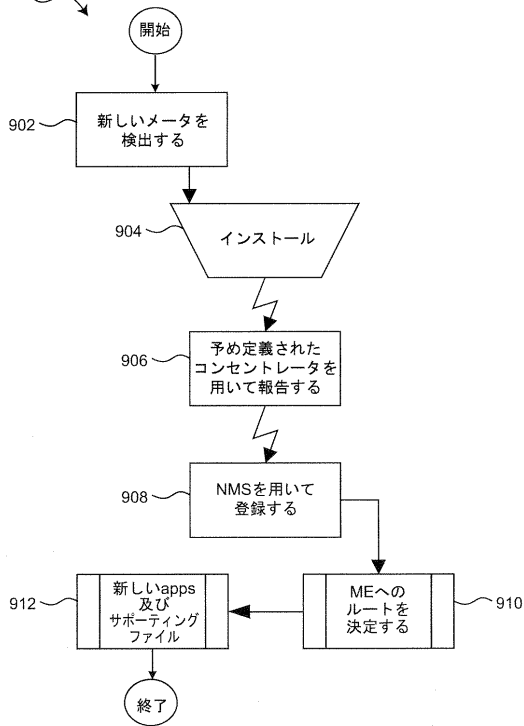 開始
902
新しいメータを
検出する
904
インストール
906
予め定義された
コンセントレータを
用いて報告する
908
NMSを用いて
登録する
912
新しいapps
及び
サポーティング
ファイル
MEへの
ルートを
決定する
910
終了